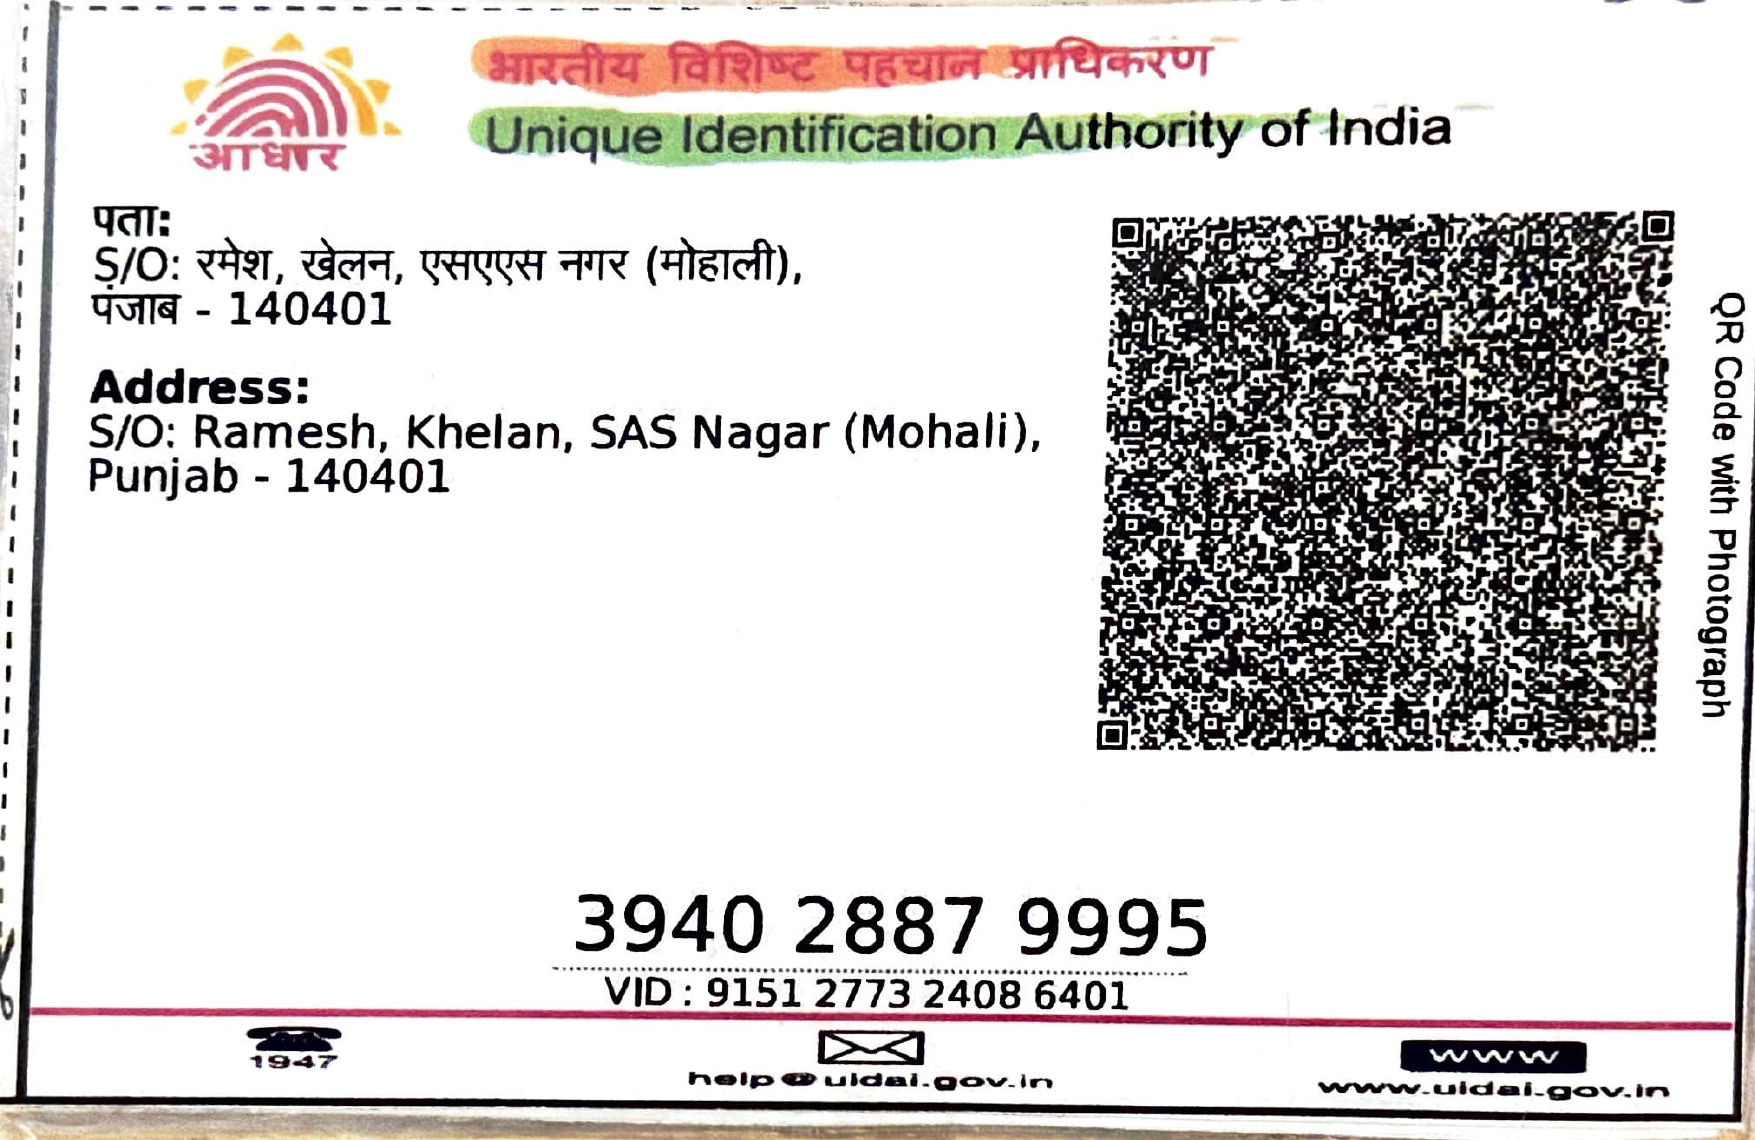 आधार
भारतीय विशिष्ट पहचान प्राधिकरण
Unique Identification Authority of India
पता:
S/O: रमेश, खेलन, एसएएस नगर (मोहाली),
पंजाब - 140401
Address:
S/O: Ramesh, Khelan, SAS Nagar (Mohali),
Punjab - 140401
QR Code with Photograph
3940 2887 9995
VID : 9151 2773 2408 6401
1947
help@uidai.gov.in
www
www.uidai.gov.in